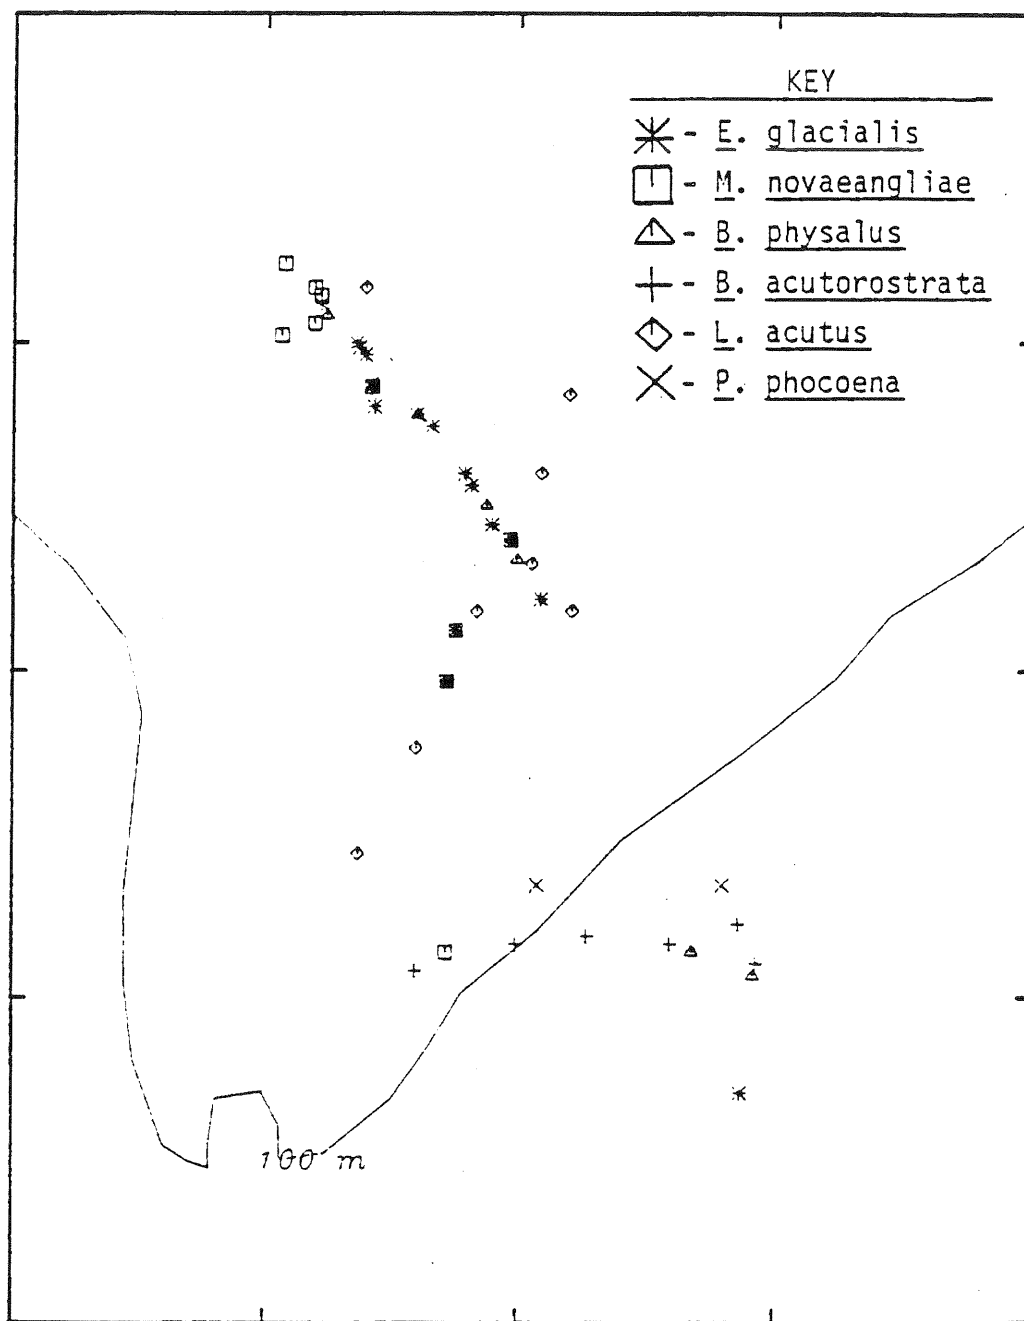 KEY
- E. glacialis
- M. novaeangliae
- B. physalus
- B. acutorostrata
- L. acutus
- P. phocoena
100 m